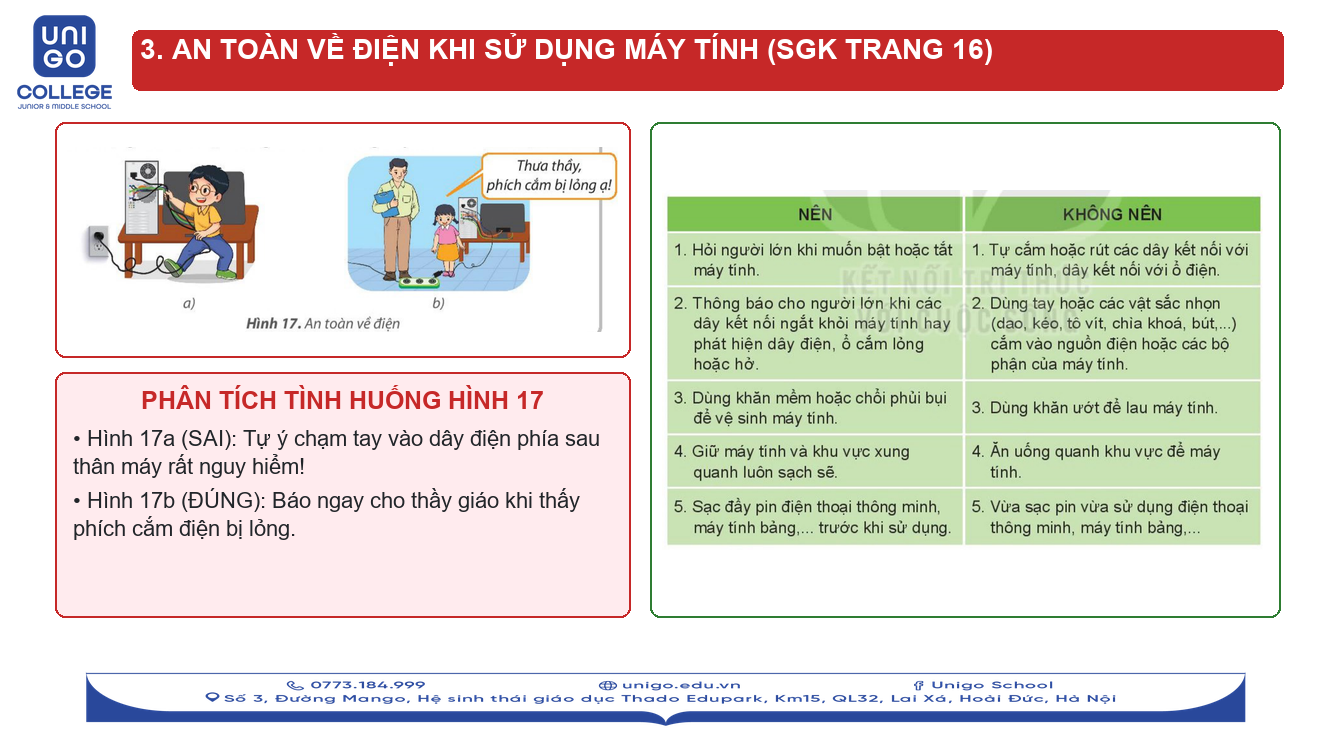 UNI
GO
COLLEGE
JUNIOR & MIDDLE SCHOOL
3. AN TOÀN VỀ ĐIỆN KHI SỬ DỤNG MÁY TÍNH (SGK TRANG 16)
Thưa thầy,
phích cắm bị lỏng ạ!
a)
b)
Hình 17. An toàn về điện
PHÂN TÍCH TÌNH HUỐNG HÌNH 17
• Hình 17a (SAI): Tự ý chạm tay vào dây điện phía sau
thân máy rất nguy hiểm!
• Hình 17b (ĐÚNG): Báo ngay cho thầy giáo khi thấy
phích cắm điện bị lỏng.
NÊN
KHÔNG NÊN
1. Hỏi người lớn khi muốn bật hoặc tắt
máy tính.
1. Tự cắm hoặc rút các dây kết nối với
máy tính, dây kết nối với ổ điện.
2. Thông báo cho người lớn khi các
dây kết nối ngắt khỏi máy tính hay
phát hiện dây điện, ổ cắm lỏng
hoặc hở.
2. Dùng tay hoặc các vật sắc nhọn
(dao, kéo, tô vít, chìa khoá, bút,...)
cắm vào nguồn điện hoặc các bộ
phận của máy tính.
3. Dùng khăn mềm hoặc chổi phủi bụi
để vệ sinh máy tính.
3. Dùng khăn ướt để lau máy tính.
4. Giữ máy tính và khu vực xung
quanh luôn sạch sẽ.
4. Ăn uống quanh khu vực để máy
tính.
5. Sạc đầy pin điện thoại thông minh,
máy tính bảng,... trước khi sử dụng.
5. Vừa sạc pin vừa sử dụng điện thoại
thông minh, máy tính bảng,...
KẾT NỐI TRI THỨC
VỚI CUỘC SỐNG
0773.184.999
unigo.edu.vn
Unigo School
Số 3, Đường Mango, Hệ sinh thái giáo dục Thado Edupark, Km15, QL32, Lai Xá, Hoài Đức, Hà Nội